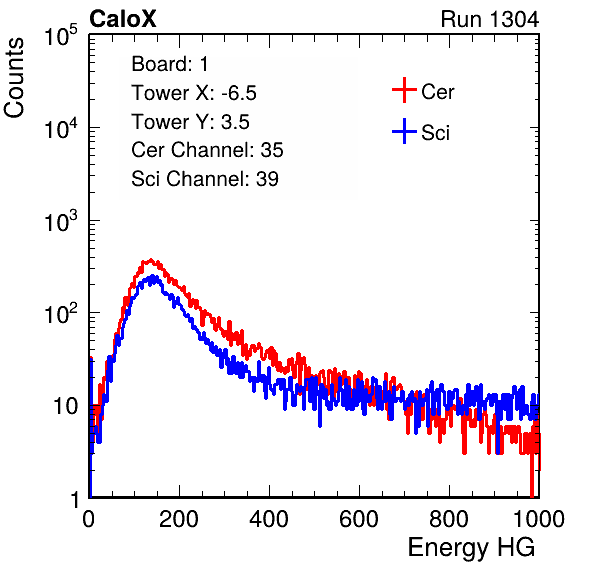 CaloX Run 1304
Counts
Board: 1
Tower X: -6.5
Tower Y: 3.5
Cer Channel: 35
Sci Channel: 39
Cer
Sci
10^5
10^4
10^3
10^2
10
1
0 200 400 600 800 1000
Energy HG